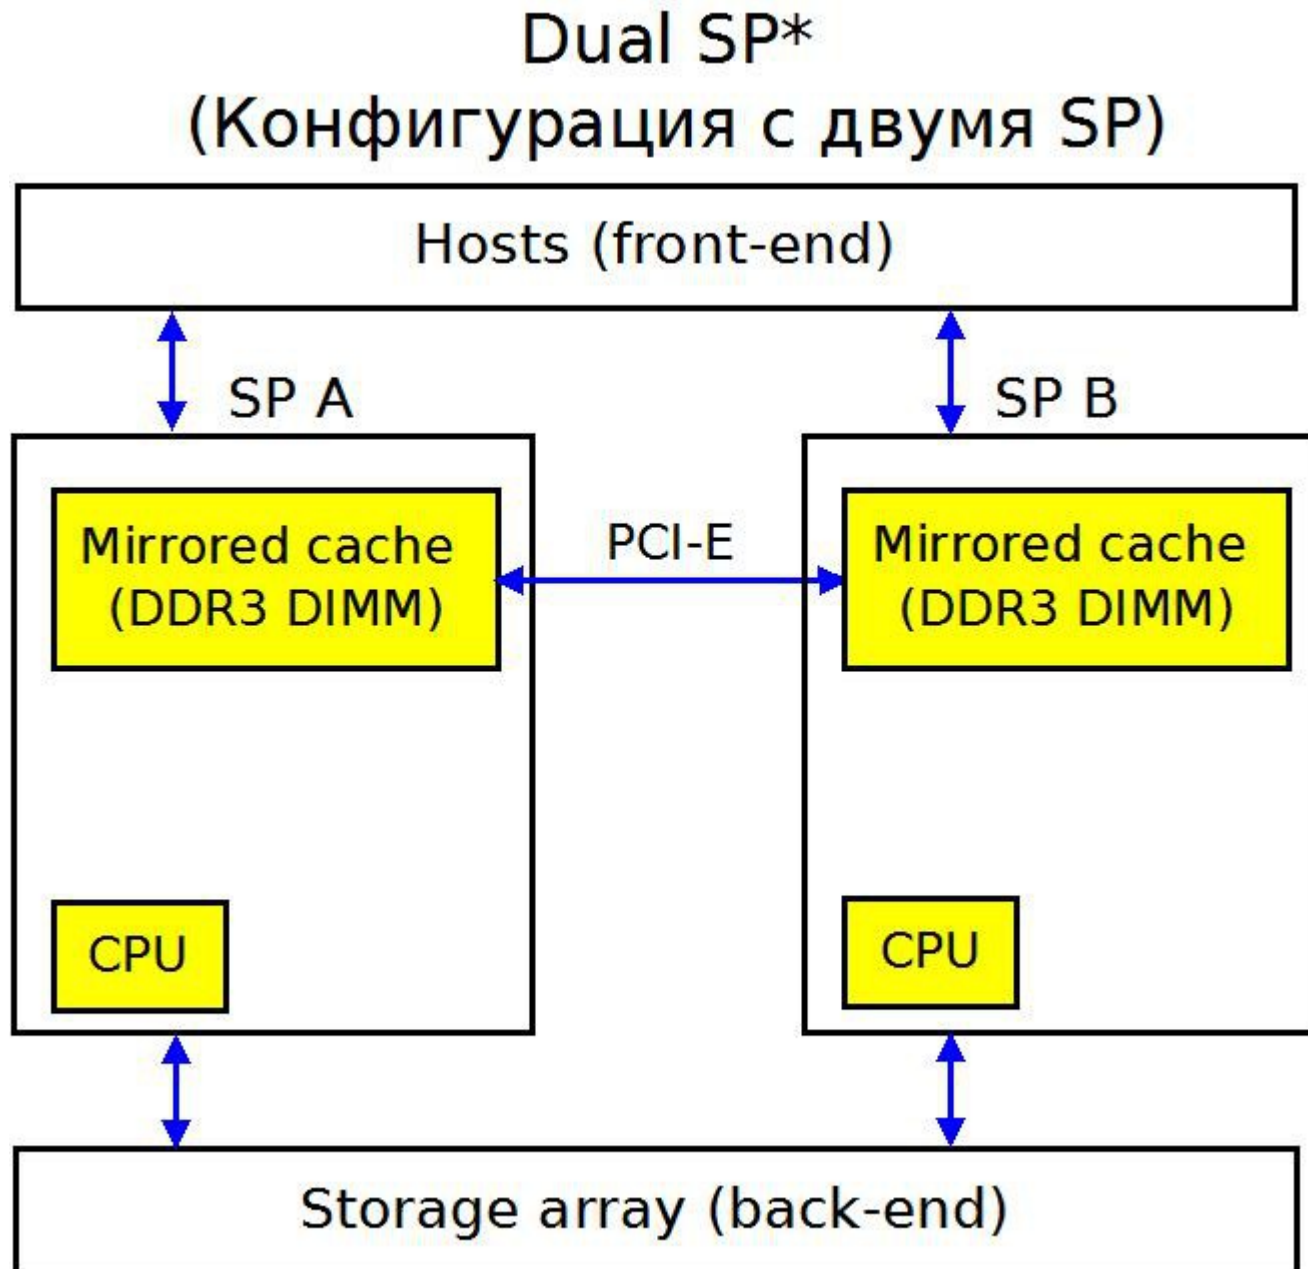 Dual SP*
(Конфигурация с двумя SP)
Hosts (front-end)
SP A
SP B
Mirrored cache
(DDR3 DIMM)
PCI-E
Mirrored cache
(DDR3 DIMM)
CPU
CPU
Storage array (back-end)